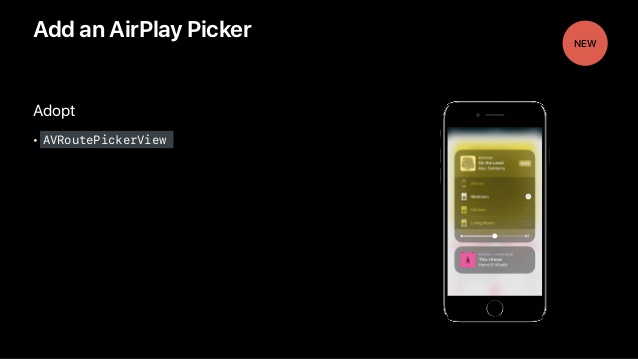 Add an AirPlay Picker
NEW
Adopt
• AVRoutePickerView
On the Level
Mac DeMarco
iPhone
Bedroom
Kitchen
Living Room
This I Know